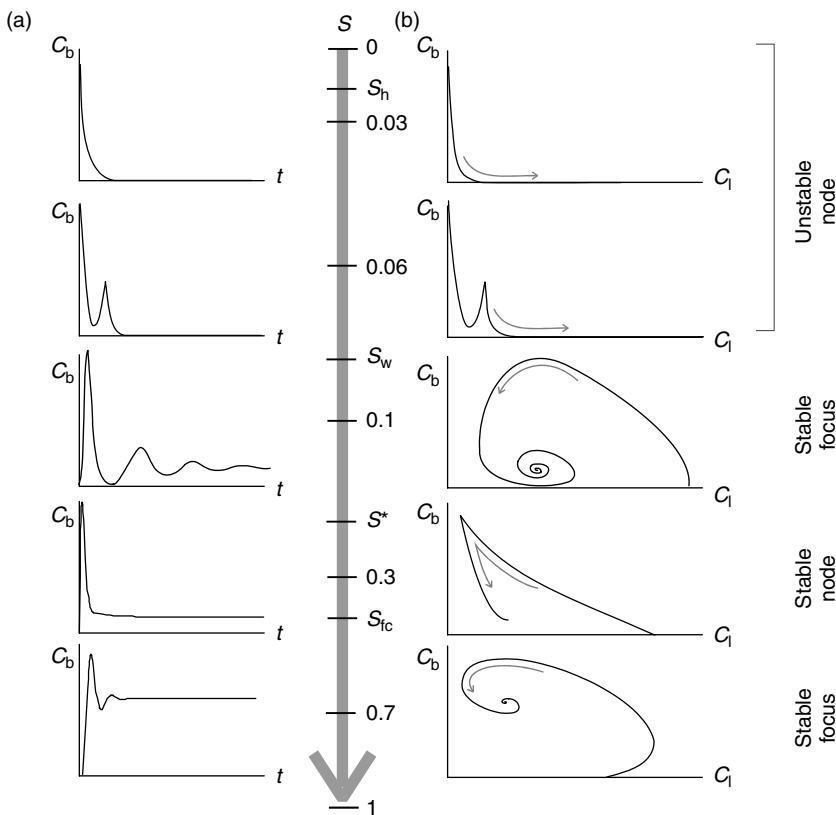 (a)
S
(b)
C_b
0
C_b
S_h
0.03
t
C_l
Unstable node
C_b
C_b
0.06
t
C_l
C_b
S_w
C_b
0.1
Stable focus
t
C_l
C_b
S*
C_b
0.3
Stable node
S_fc
t
C_l
C_b
C_b
0.7
Stable focus
t
C_l
1